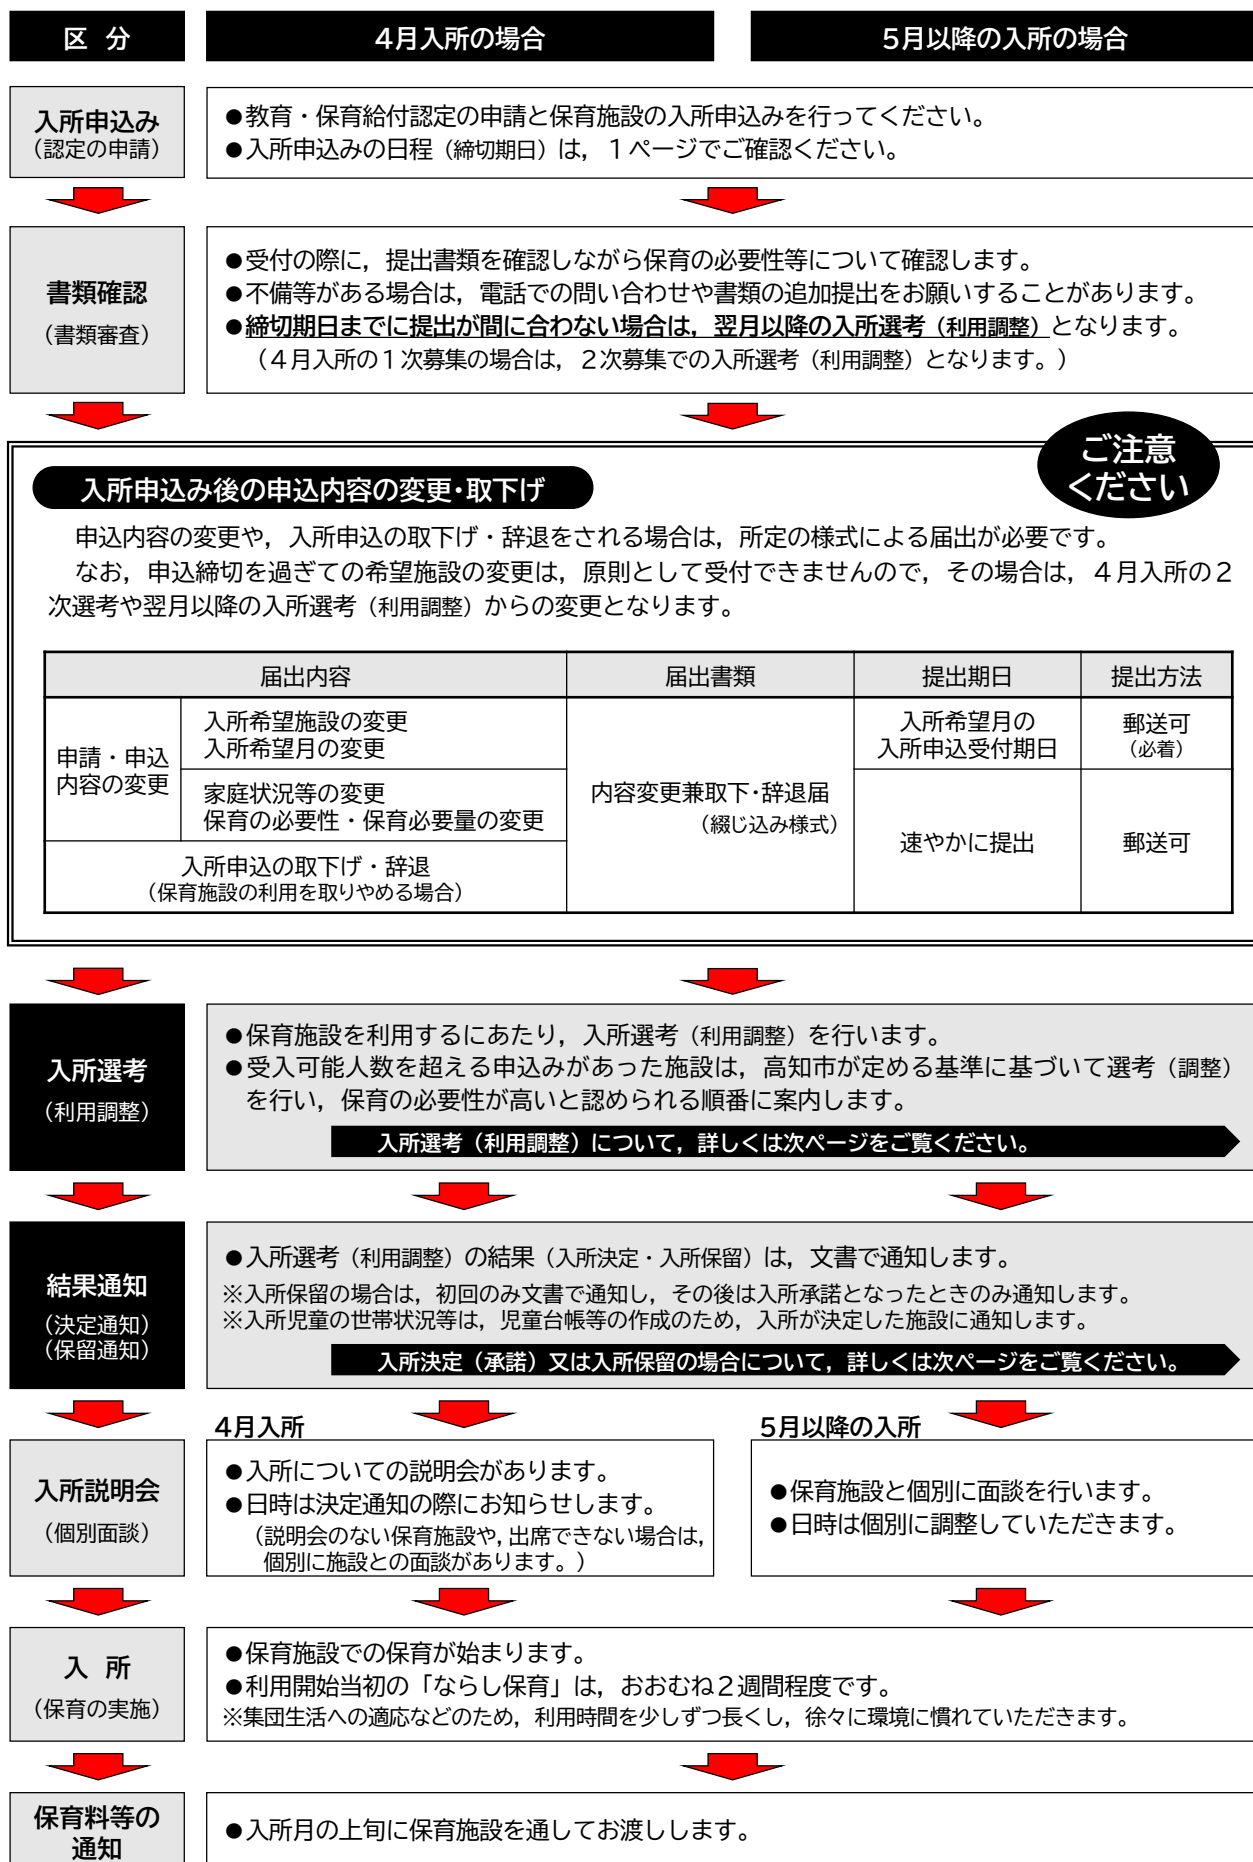 区 分
4月入所の場合
5月以降の入所の場合
入所申込み
（認定の申請）
●教育・保育給付認定の申請と保育施設の入所申込みを行ってください。
●入所申込みの日程（締切期日）は，１ページでご確認ください。
書類確認
（書類審査）
●受付の際に，提出書類を確認しながら保育の必要性等について確認します。
●不備等がある場合は，電話での問い合わせや書類の追加提出をお願いすることがあります。
●締切期日までに提出が間に合わない場合は，翌月以降の入所選考（利用調整）となります。
（４月入所の１次募集の場合は，２次募集での入所選考（利用調整）となります。）
ご注意
ください
入所申込み後の申込内容の変更・取下げ
申込内容の変更や，入所申込の取下げ・辞退をされる場合は，所定の様式による届出が必要です。
なお，申込締切を過ぎての希望施設の変更は，原則として受付できませんので，その場合は，４月入所の２
次選考や翌月以降の入所選考（利用調整）からの変更となります。
届出内容
届出書類
提出期日
提出方法
申請・申込
内容の変更
入所希望施設の変更
入所希望月の変更
家庭状況等の変更
保育の必要性・保育必要量の変更
入所申込の取下げ・辞退
（保育施設の利用を取りやめる場合）
内容変更兼取下・辞退届
（綴じ込み様式）
入所希望月の
入所申込受付期日
郵送可
（必着）
速やかに提出
郵送可
入所選考
（利用調整）
●保育施設を利用するにあたり，入所選考（利用調整）を行います。
●受入可能人数を超える申込みがあった施設は，高知市が定める基準に基づいて選考（調整）
を行い，保育の必要性が高いと認められる順番に案内します。
入所選考（利用調整）について，詳しくは次ページをご覧ください。
結果通知
（決定通知）
（保留通知）
●入所選考（利用調整）の結果（入所決定・入所保留）は，文書で通知します。
※入所保留の場合は，初回のみ文書で通知し，その後は入所承諾となったときのみ通知します。
※入所児童の世帯状況等は，児童台帳等の作成のため，入所が決定した施設に通知します。
入所決定（承諾）又は入所保留の場合について，詳しくは次ページをご覧ください。
4月入所
5月以降の入所
入所説明会
（個別面談）
●入所についての説明会があります。
●日時は決定通知の際にお知らせします。
（説明会のない保育施設や，出席できない場合は，
個別に施設との面談があります。）
●保育施設と個別に面談を行います。
●日時は個別に調整していただきます。
入 所
（保育の実施）
●保育施設での保育が始まります。
●利用開始当初の「ならし保育」は，おおむね２週間程度です。
※集団生活への適応などのため，利用時間を少しずつ長くし，徐々に環境に慣れていただきます。
保育料等の
通知
●入所月の上旬に保育施設を通してお渡しします。